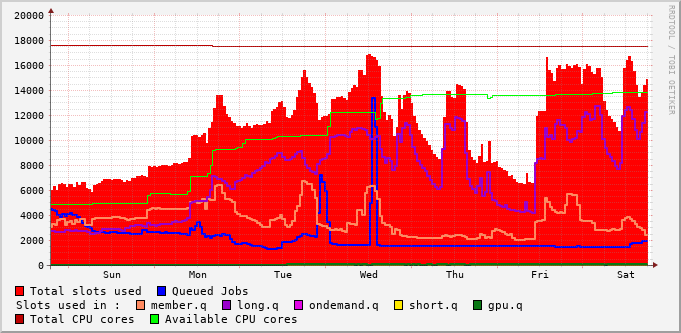 RRDTOOL / TOBI OETIKER
20000
18000
16000
14000
12000
10000
8000
6000
4000
2000
0
Sun Mon Tue Wed Thu Fri Sat
Total slots used Queued Jobs
Slots used in : member.q long.q ondemand.q short.q gpu.q
Total CPU cores Available CPU cores